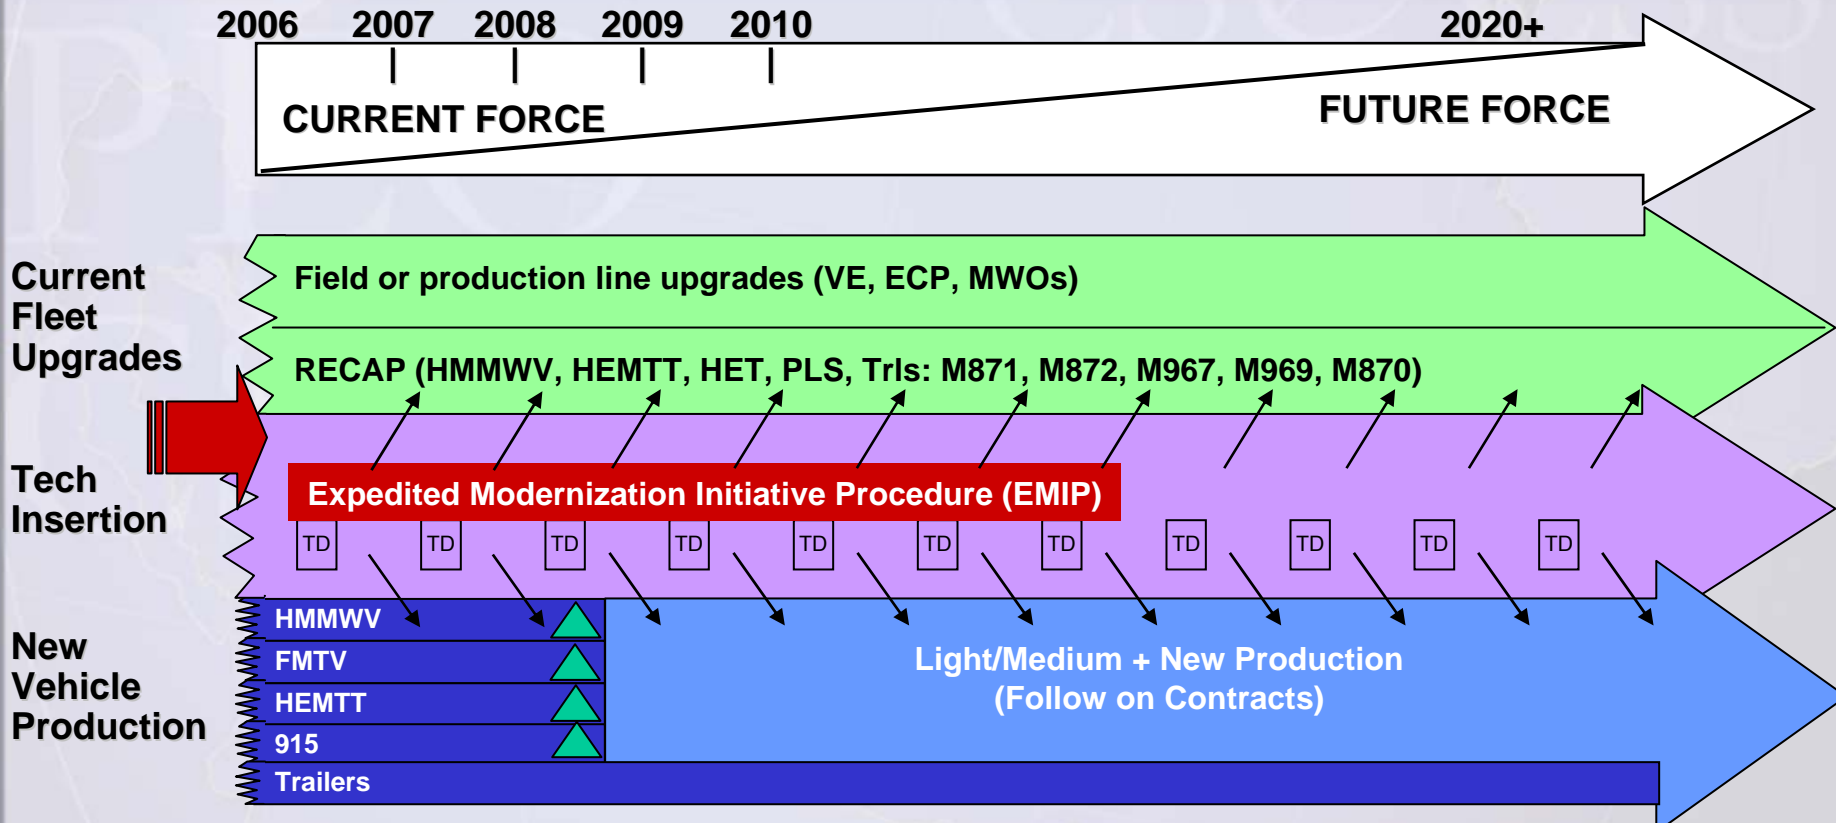 2006 2007 2008 2009 2010 2020+
CURRENT FORCE
FUTURE FORCE
Current
Fleet
Upgrades
Field or production line upgrades (VE, ECP, MWOs)
RECAP (HMMWV, HEMTT, HET, PLS, Trls: M871, M872, M967, M969, M870)
Tech
Insertion
Expedited Modernization Initiative Procedure (EMIP)
TD TD TD TD TD TD TD TD TD TD TD
New
Vehicle
Production
HMMWV
FMTV
HEMTT
915
Trailers
Light/Medium + New Production
(Follow on Contracts)